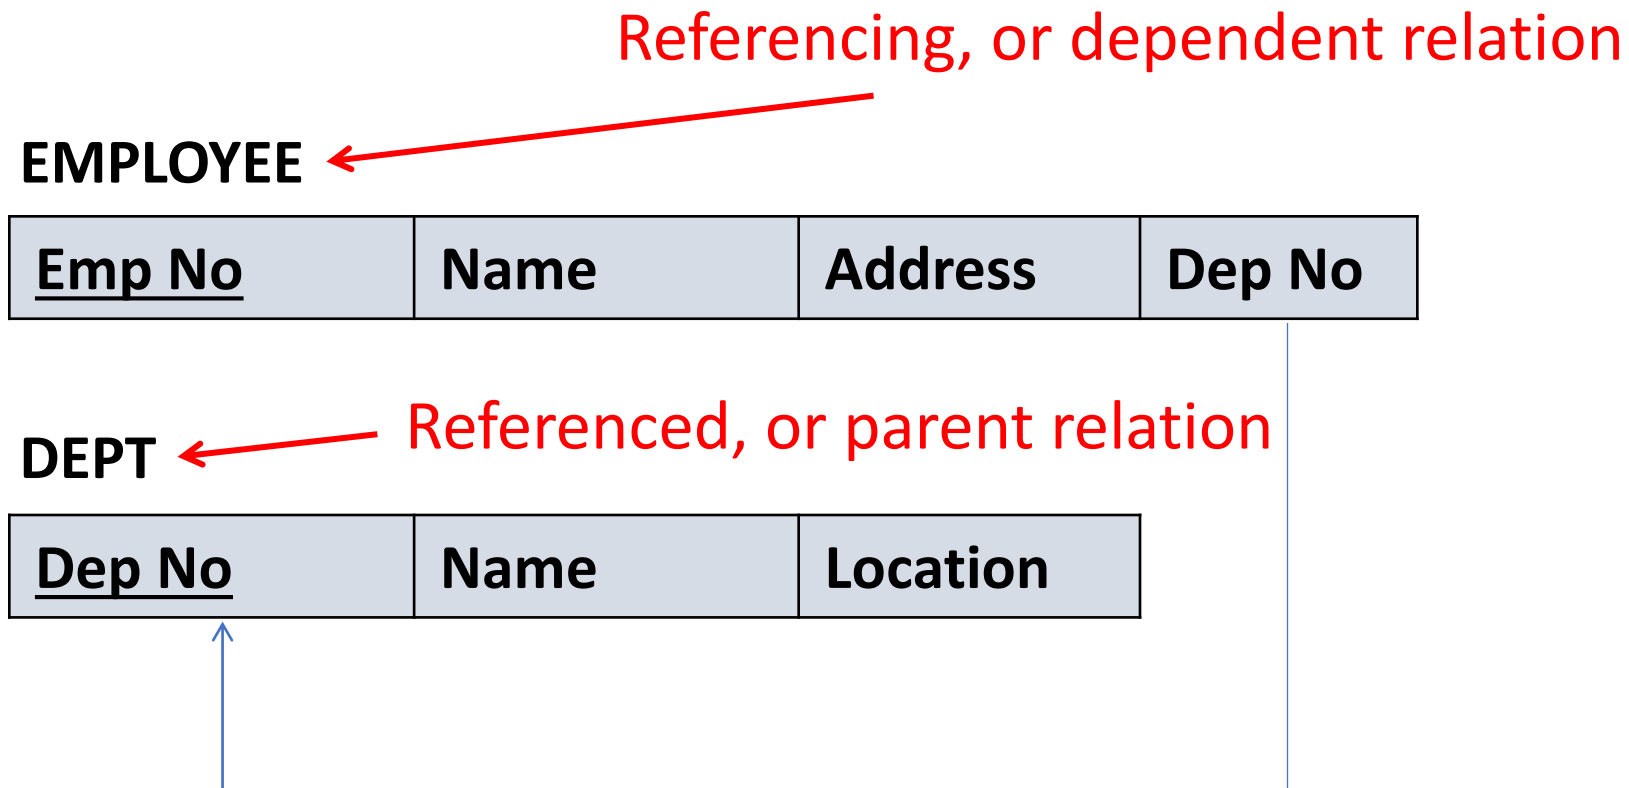 Referencing, or dependent relation
EMPLOYEE
Emp No Name Address Dep No
Referenced, or parent relation
DEPT
Dep No Name Location